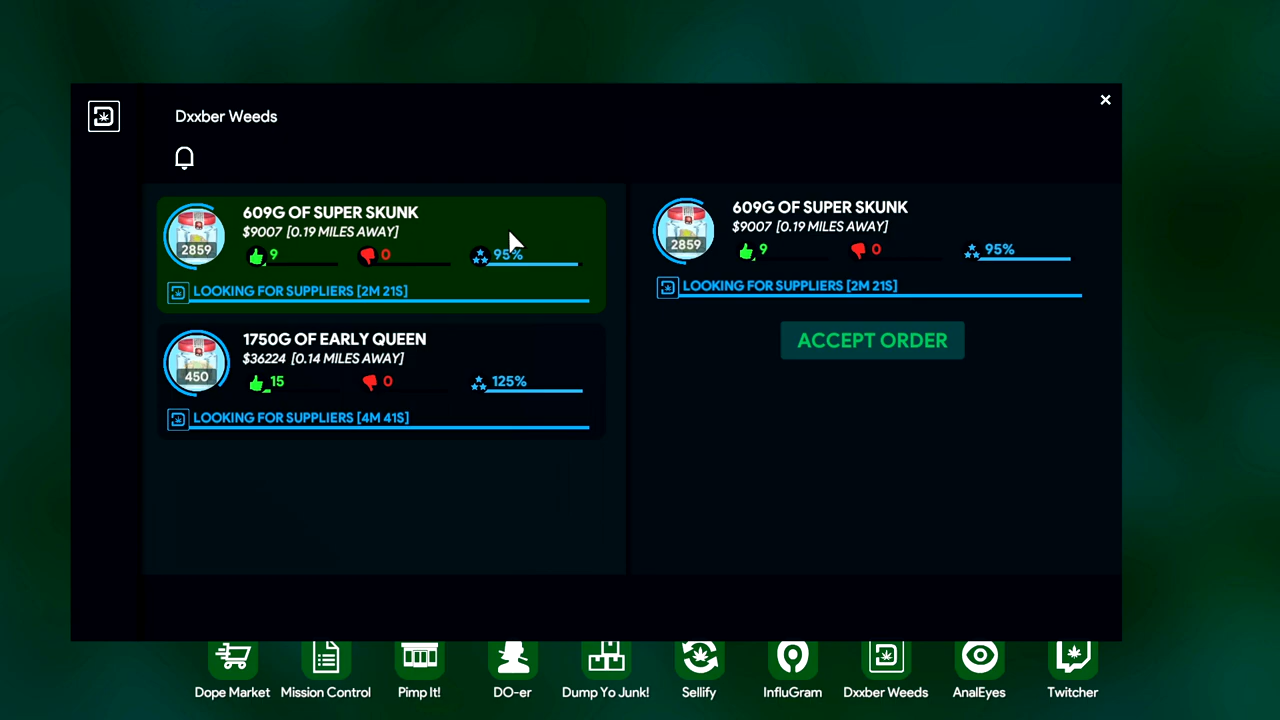 Dxxber Weeds
609G OF SUPER SKUNK
$9007 [0.19 MILES AWAY]
2859
9
0
95%
LOOKING FOR SUPPLIERS [2M 21S]
1750G OF EARLY QUEEN
$36224 [0.14 MILES AWAY]
450
15
0
125%
LOOKING FOR SUPPLIERS [4M 41S]
609G OF SUPER SKUNK
$9007 [0.19 MILES AWAY]
2859
9
0
95%
LOOKING FOR SUPPLIERS [2M 21S]
ACCEPT ORDER
Dope Market
Mission Control
Pimp It!
DO-er
Dump Yo Junk!
Sellify
InfluGram
Dxxber Weeds
AnalEyes
Twitcher